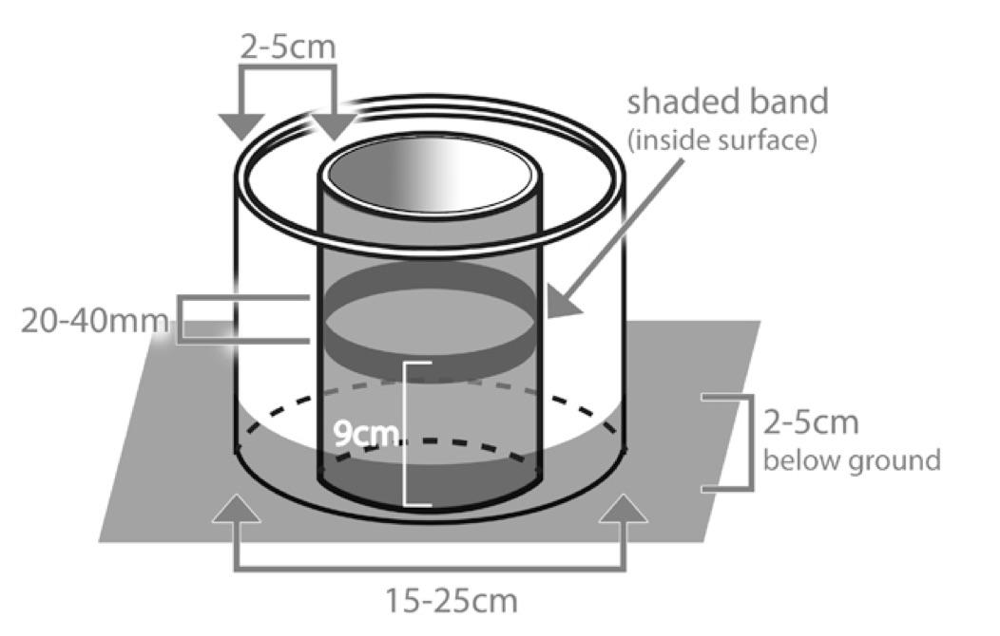 2-5cm
shaded band
(inside surface)
20-40mm
9cm
2-5cm
below ground
15-25cm